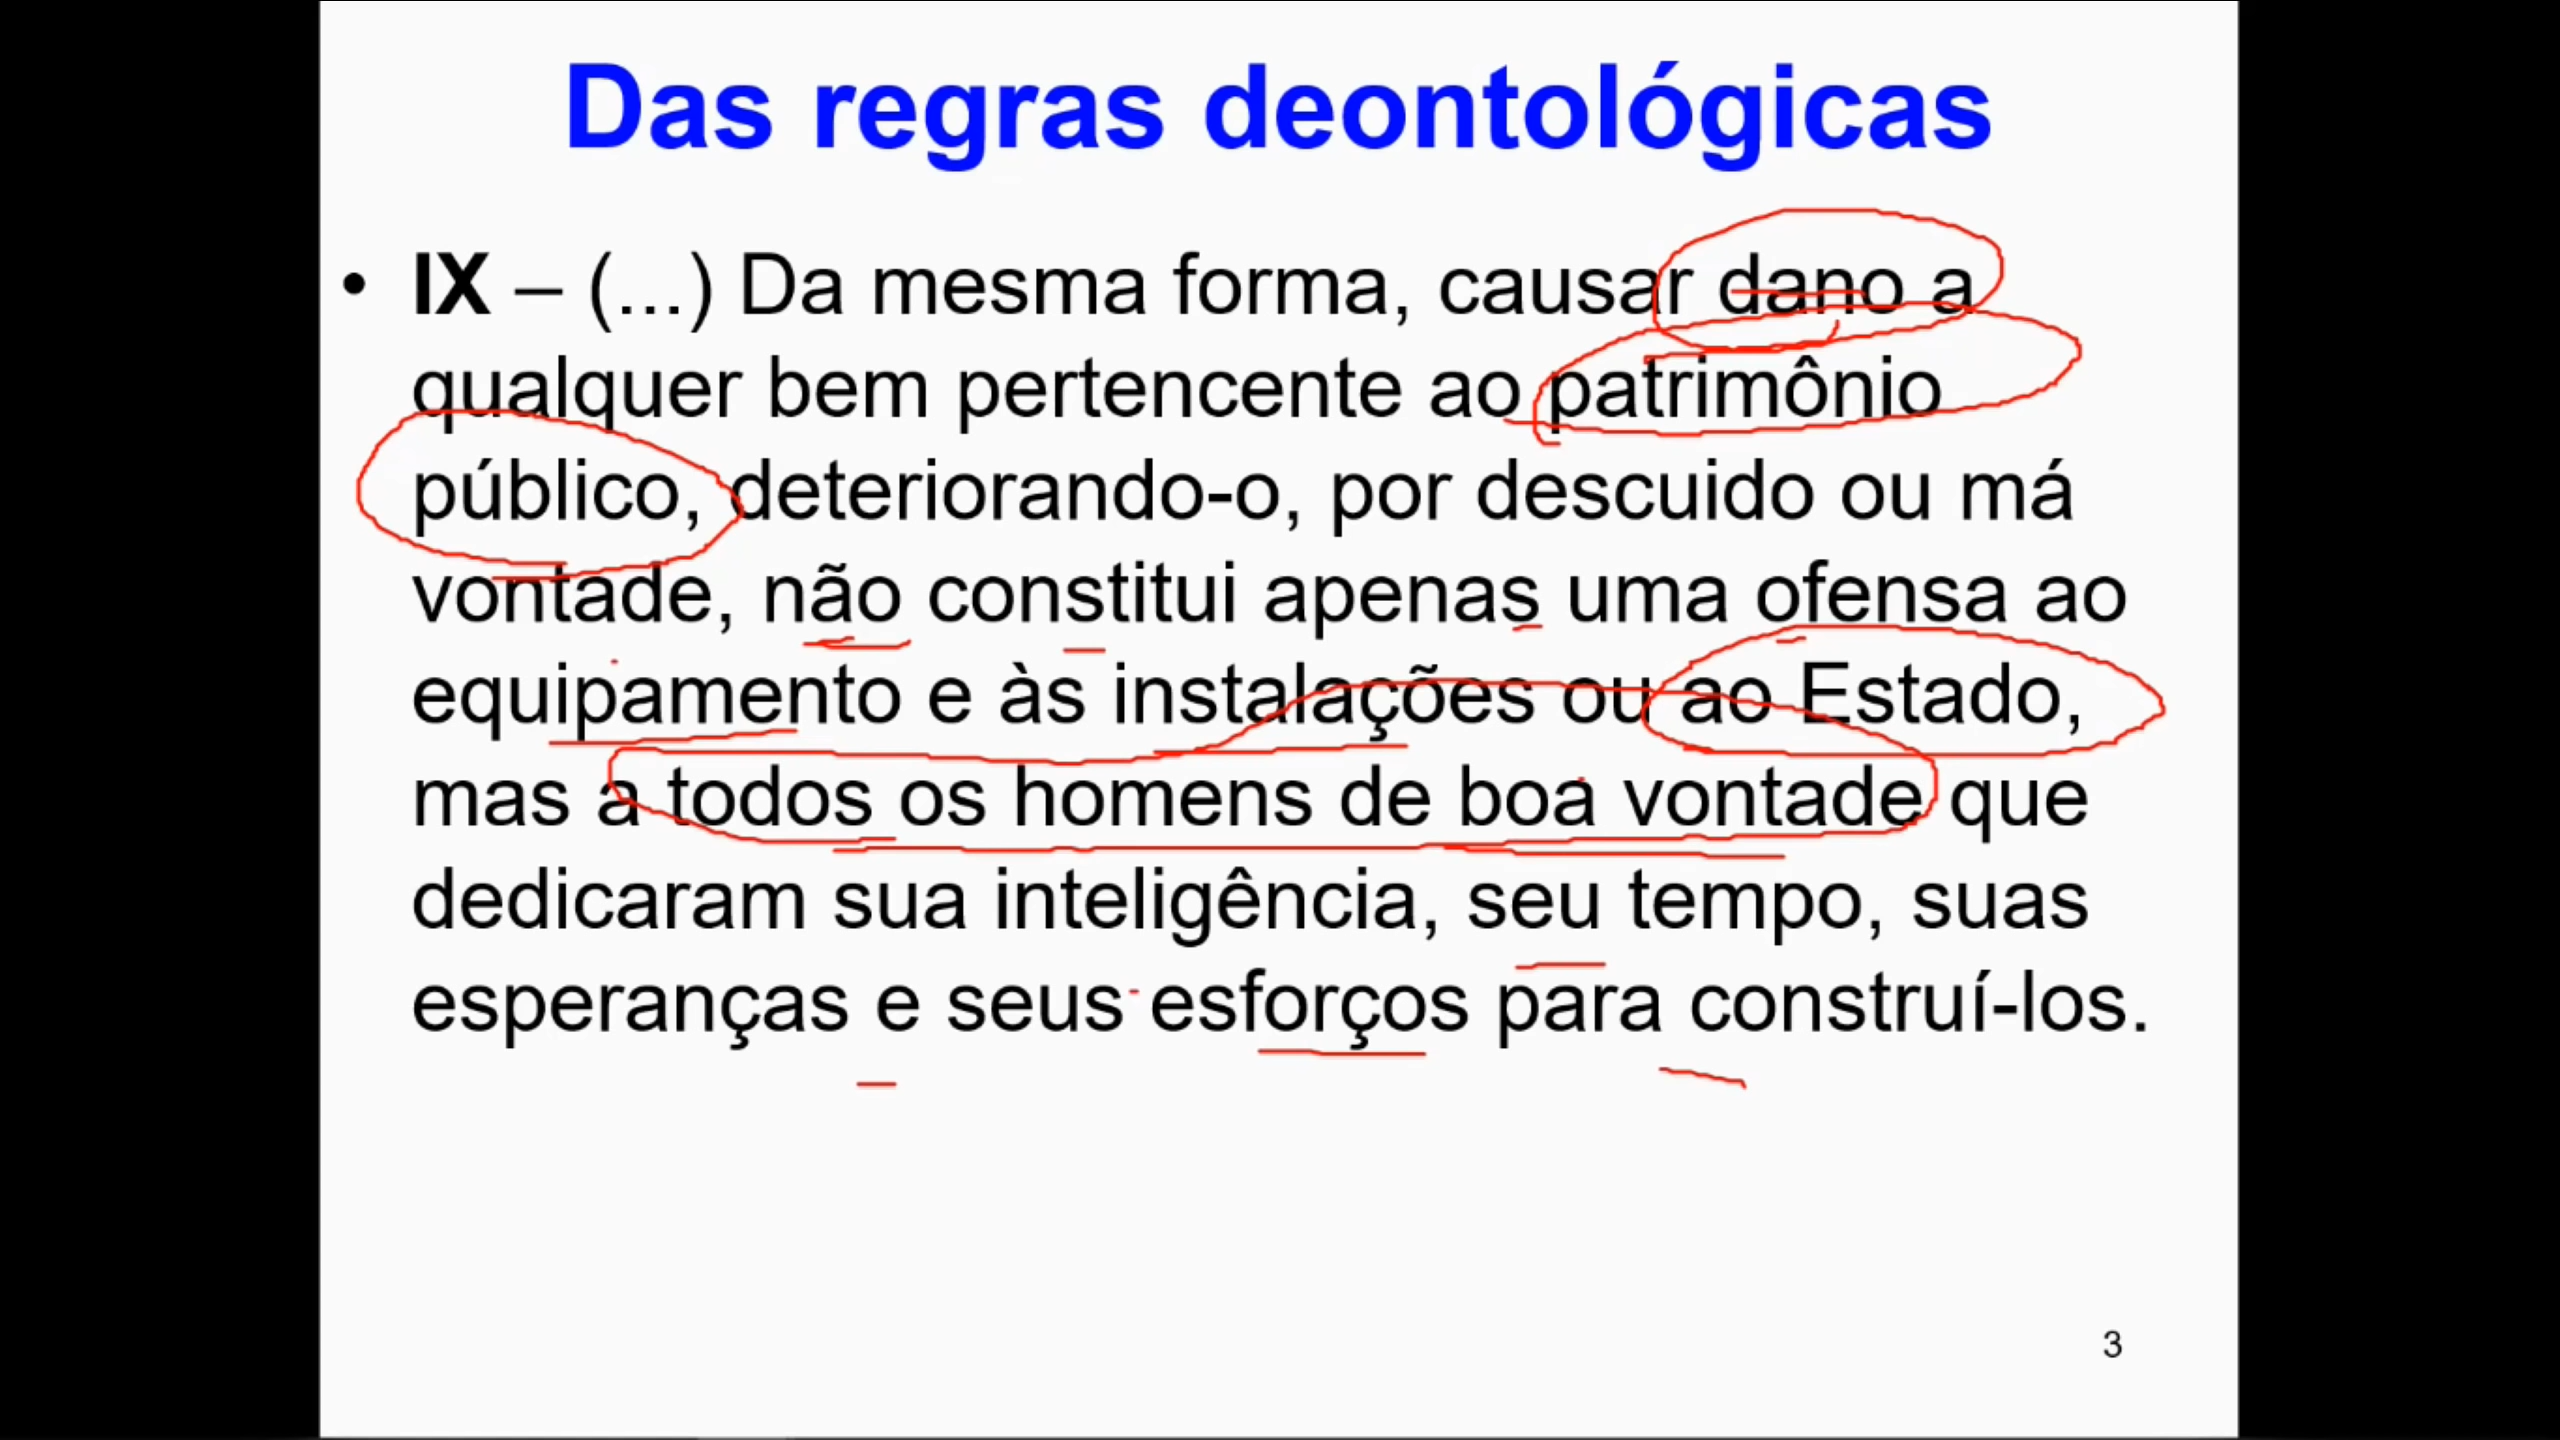 Das regras deontológicas
• IX – (...) Da mesma forma, causar dano a
qualquer bem pertencente ao patrimônio
público, deteriorando-o, por descuido ou má
vontade, não constitui apenas uma ofensa ao
equipamento e às instalações ou ao Estado,
mas a todos os homens de boa vontade que
dedicaram sua inteligência, seu tempo, suas
esperanças e seus esforços para construí-los.
3